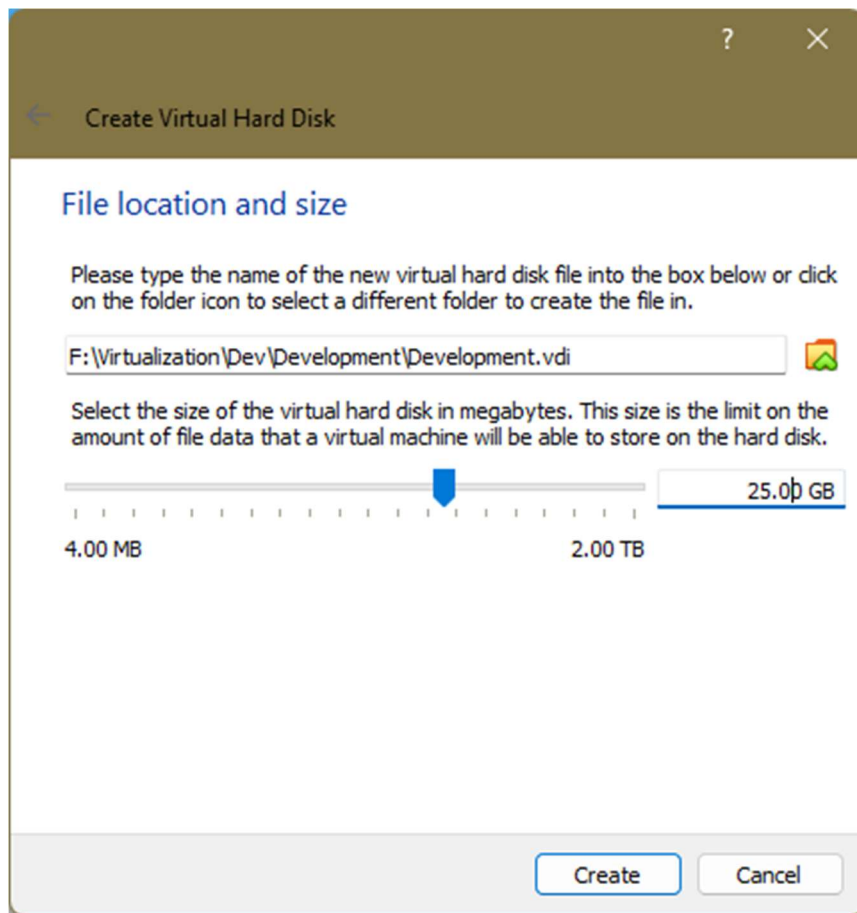 ?
Create Virtual Hard Disk
File location and size
Please type the name of the new virtual hard disk file into the box below or click
on the folder icon to select a different folder to create the file in.
F:\Virtualization\Dev\Development\Development.vdi
Select the size of the virtual hard disk in megabytes. This size is the limit on the
amount of file data that a virtual machine will be able to store on the hard disk.
25.00 GB
4.00 MB 2.00 TB
Create Cancel